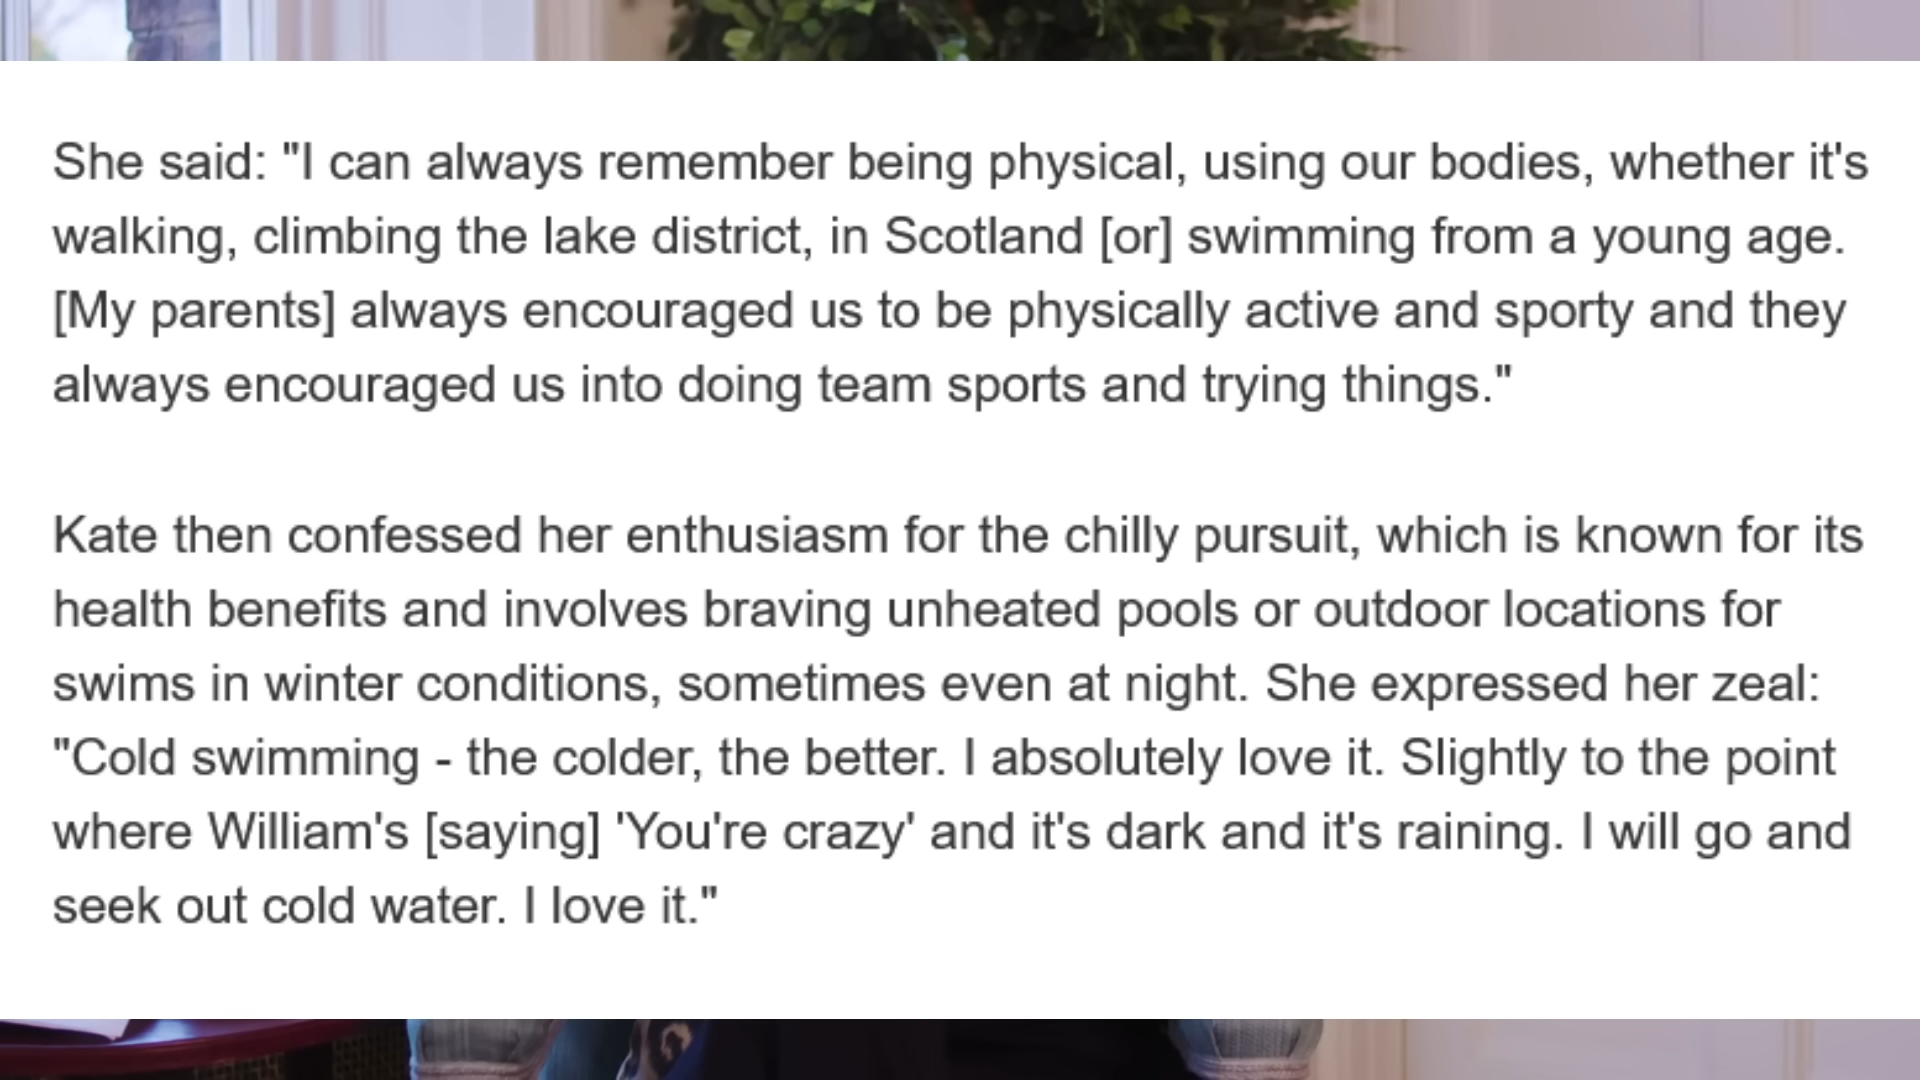 She said: "I can always remember being physical, using our bodies, whether it's
walking, climbing the lake district, in Scotland [or] swimming from a young age.
[My parents] always encouraged us to be physically active and sporty and they
always encouraged us into doing team sports and trying things."
Kate then confessed her enthusiasm for the chilly pursuit, which is known for its
health benefits and involves braving unheated pools or outdoor locations for
swims in winter conditions, sometimes even at night. She expressed her zeal:
"Cold swimming - the colder, the better. I absolutely love it. Slightly to the point
where William's [saying] 'You're crazy' and it's dark and it's raining. I will go and
seek out cold water. I love it."